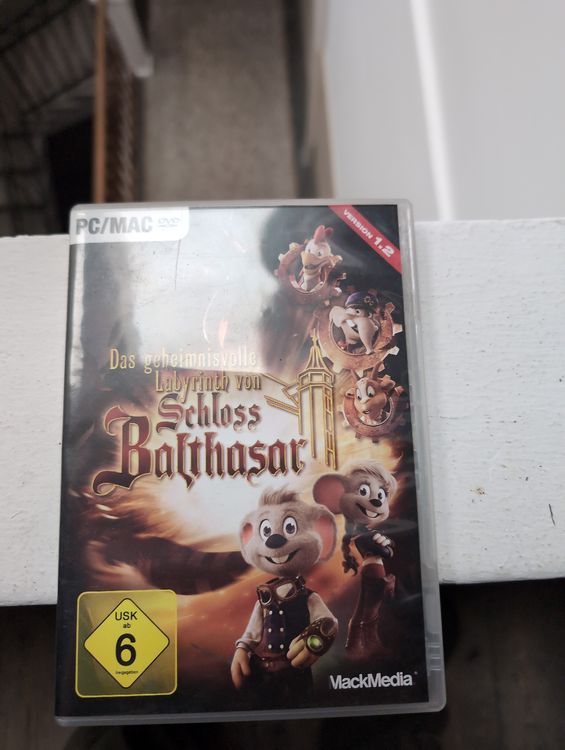 PC/MAC DVD
VERSION 1.2
Das geheimnisvolle
Labyrinth von
Schloss
Balthasar
USK
ab
6
freigegeben
MackMedia